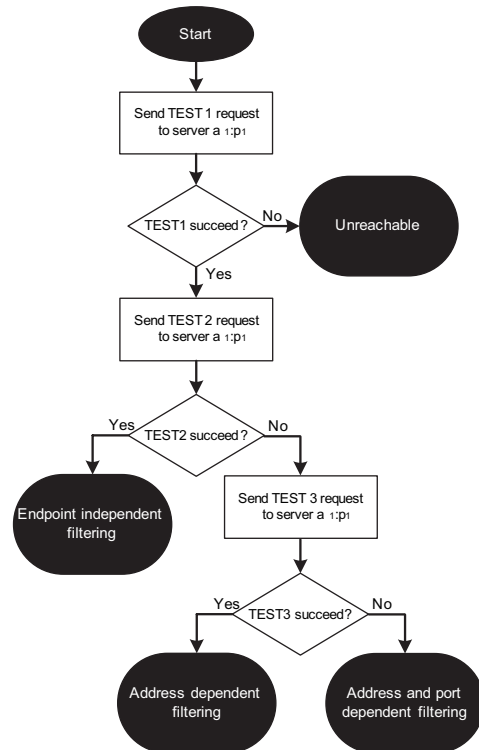 Start
Send TEST 1 request
to server a 1:p1
TEST1 succeed?
No
Unreachable
Yes
Send TEST 2 request
to server a 1:p1
Yes
TEST2 succeed?
No
Endpoint independent
filtering
Send TEST 3 request
to server a 1:p1
Yes
TEST3 succeed?
No
Address dependent
filtering
Address and port
dependent filtering